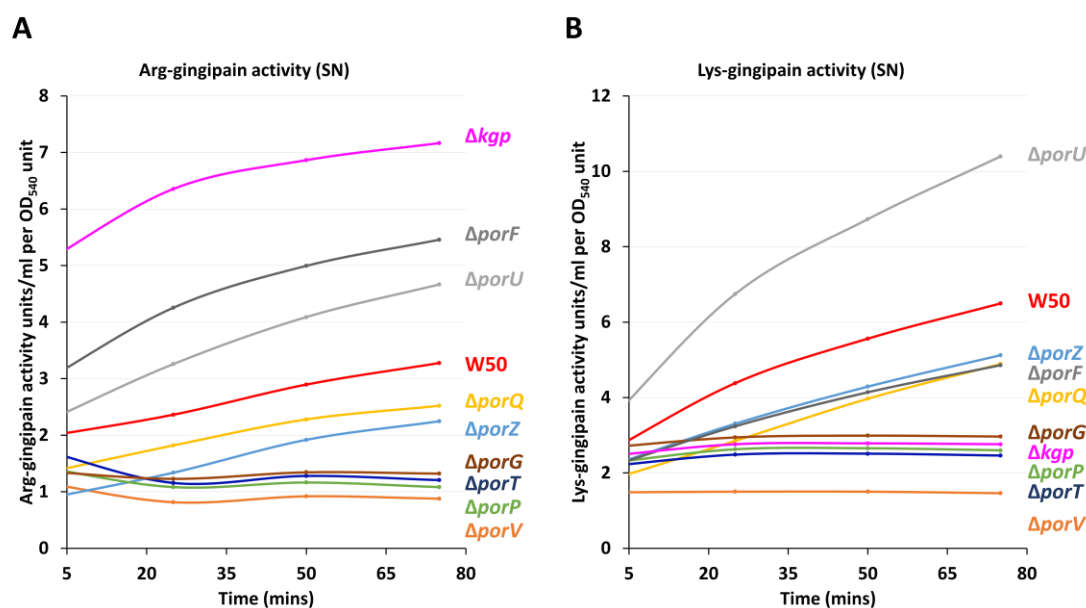 A
Arg-gingipain activity (SN)
Arg-gingipain activity units/ml per OD540 unit
8
7
6
5
4
3
2
1
0
5 20 35 50 65 80
Time (mins)
Δkgp
ΔporF
ΔporU
W50
ΔporQ
ΔporZ
ΔporG
ΔporT
ΔporP
ΔporV
B
Lys-gingipain activity (SN)
Lys-gingipain activity units/ml per OD540 unit
12
10
8
6
4
2
0
5 20 35 50 65 80
Time (mins)
ΔporU
W50
ΔporZ
ΔporF
ΔporQ
ΔporG
Δkgp
ΔporP
ΔporT
ΔporV